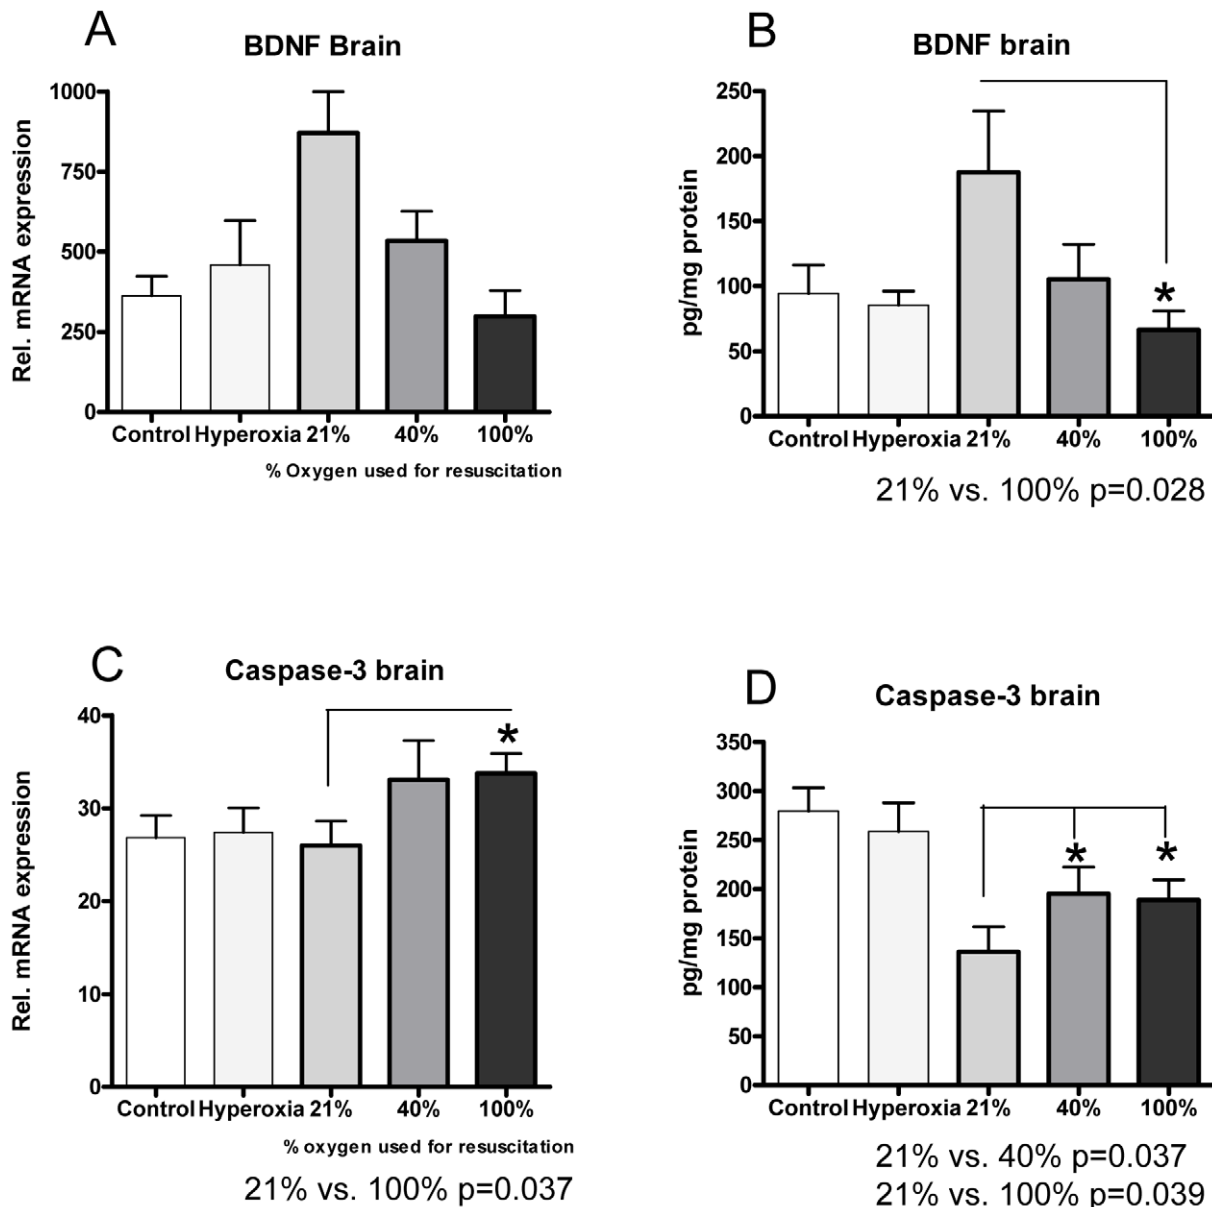 A
BDNF Brain
Rel. mRNA expression
1000
750
500
250
0
Control Hyperoxia 21% 40% 100%
% Oxygen used for resuscitation
B
BDNF brain
pg/mg protein
250
200
150
100
50
0
*
Control Hyperoxia 21% 40% 100%
21% vs. 100% p=0.028
C
Caspase-3 brain
Rel. mRNA expression
40
30
20
10
0
*
Control Hyperoxia 21% 40% 100%
% oxygen used for resuscitation
21% vs. 100% p=0.037
D
Caspase-3 brain
pg/mg protein
350
300
250
200
150
100
50
0
* *
Control Hyperoxia 21% 40% 100%
21% vs. 40% p=0.037
21% vs. 100% p=0.039